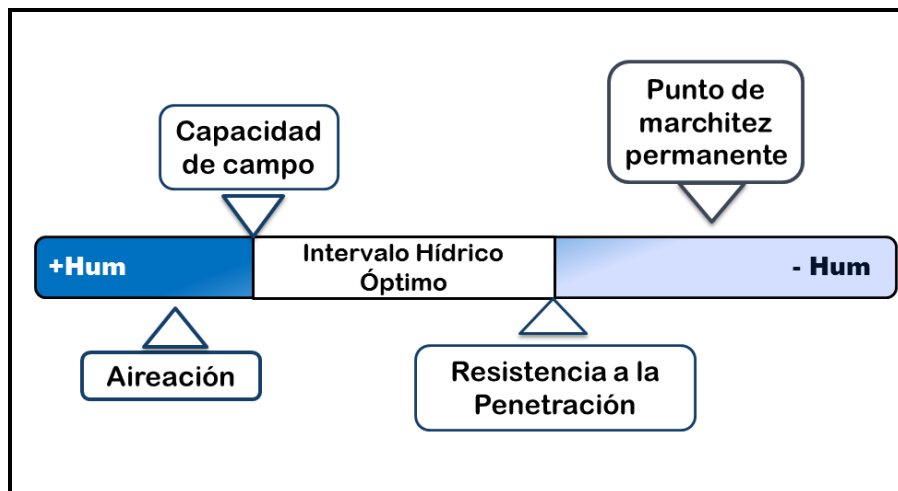 Punto de
marchitez
permanente
Capacidad
de campo
+Hum
Intervalo Hídrico
Óptimo
- Hum
Aireación
Resistencia a la
Penetración